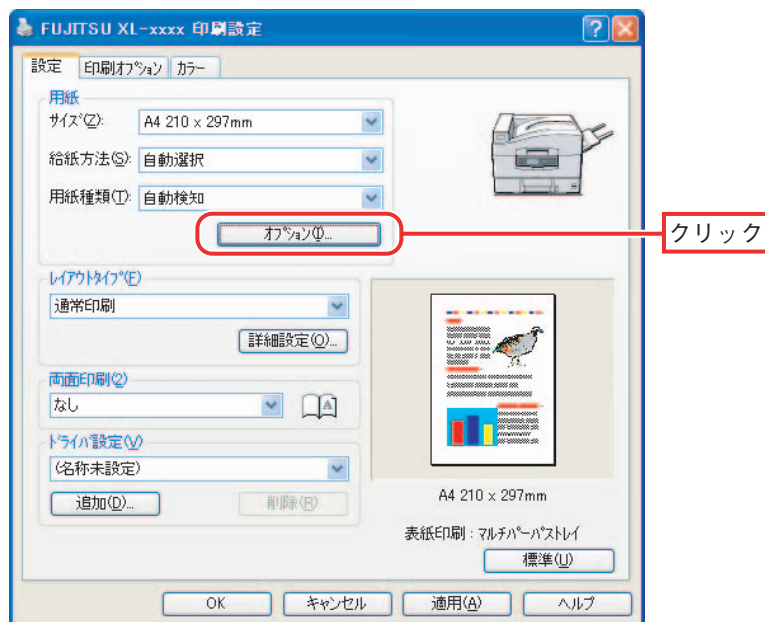 FUJITSU XL-xxxx 印刷設定
設定 印刷オプション カラー
用紙
サイズ(Z): A4 210 x 297mm
給紙方法(S): 自動選択
用紙種類(T): 自動検知
オプション(I)...
クリック
レイアウトタイプ(F)
通常印刷
詳細設定(O)...
両面印刷(2)
なし
A
ドライバ設定(V)
(名称未設定)
追加(D)... 削除(R)
A4 210 x 297mm
表紙印刷 : マルチパーパストレイ
標準(U)
OK キャンセル 適用(A) ヘルプ